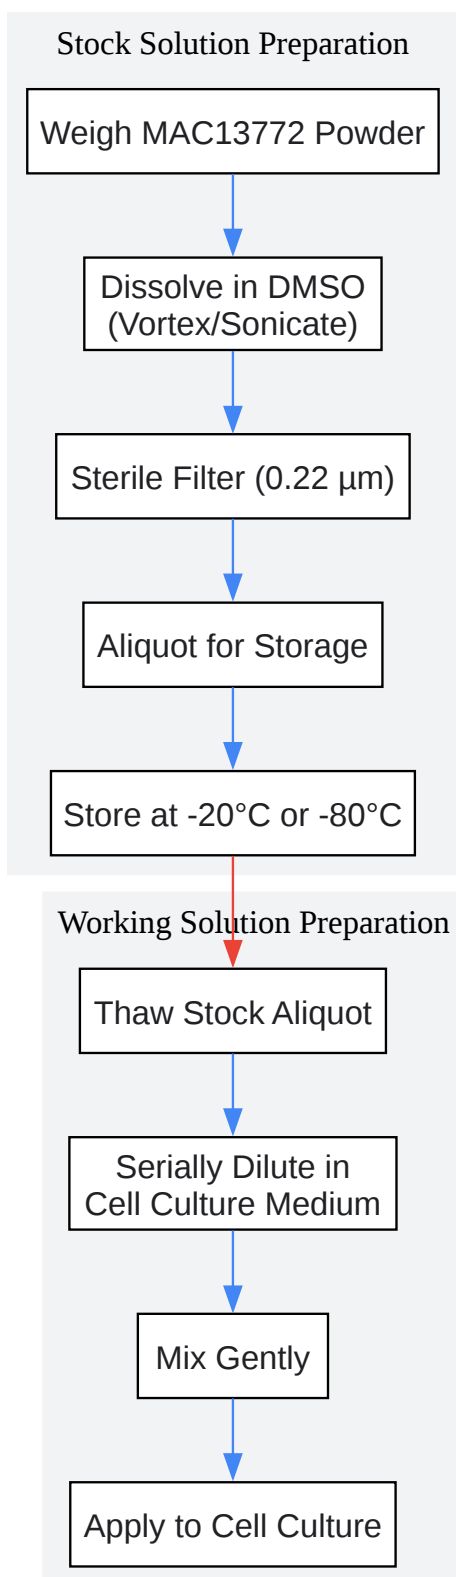 Stock Solution Preparation
Weigh MAC13772 Powder
Dissolve in DMSO
(Vortex/Sonicate)
Sterile Filter (0.22 µm)
Aliquot for Storage
Store at -20°C or -80°C
Working Solution Preparation
Thaw Stock Aliquot
Serially Dilute in
Cell Culture Medium
Mix Gently
Apply to Cell Culture